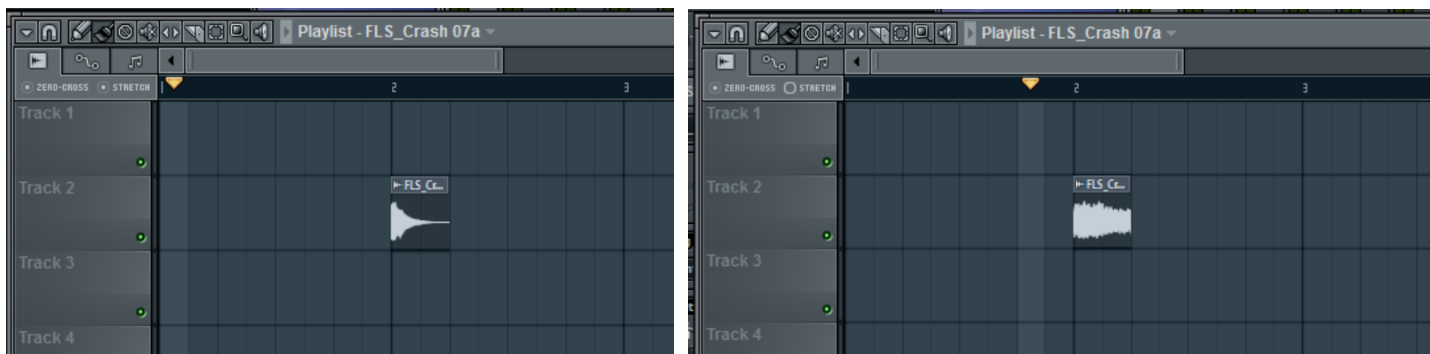 Playlist - FLS_Crash 07a
ZERO-CROSS STRETCH
2 3
Track 1
Track 2
FLS_Cr...
Track 3
Track 4
Playlist - FLS_Crash 07a
ZERO-CROSS STRETCH
2 3
Track 1
Track 2
FLS_Cr...
Track 3
Track 4